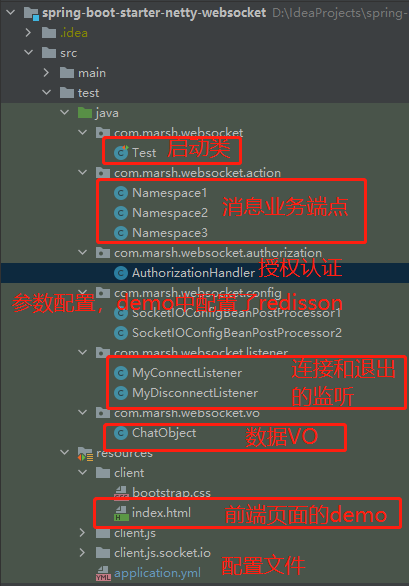 spring-boot-starter-netty-websocket D:\IdeaProjects\spring-
.idea
src
main
test
java
com.marsh.websocket
Test 启动类
com.marsh.websocket.action
Namespace1
Namespace2 消息业务端点
Namespace3
com.marsh.websocket.authorization
AuthorizationHandler 授权认证
com.marsh.websocket.config
参数配置，demo中配置了redisson
SocketIOConfigBeanPostProcessor1
SocketIOConfigBeanPostProcessor2
com.marsh.websocket.listener
MyConnectListener 连接和退出
MyDisconnectListener 的监听
com.marsh.websocket.vo
ChatObject 数据VO
resources
client
bootstrap.css
index.html 前端页面的demo
client.js
client.js.socket.io 配置文件
application.yml